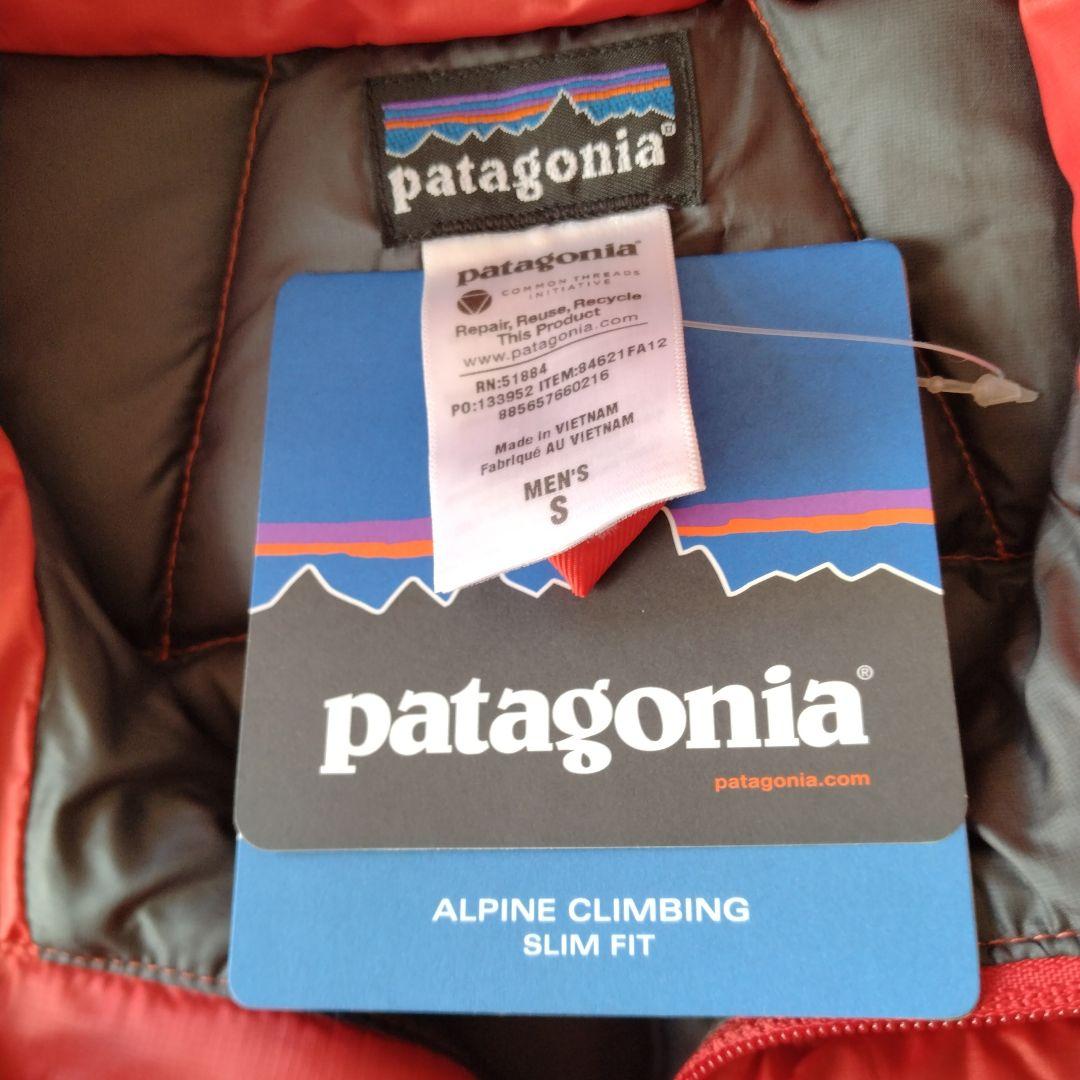 patagonia®
patagonia®
COMMON THREADS
INITIATIVE
Repair, Reuse, Recycle
This Product
www.patagonia.com
RN:51884
PO:133952 ITEM:84621FA12
885657660216
Made in VIETNAM
Fabriqué AU VIETNAM
MEN'S
S
patagonia®
patagonia.com
ALPINE CLIMBING
SLIM FIT